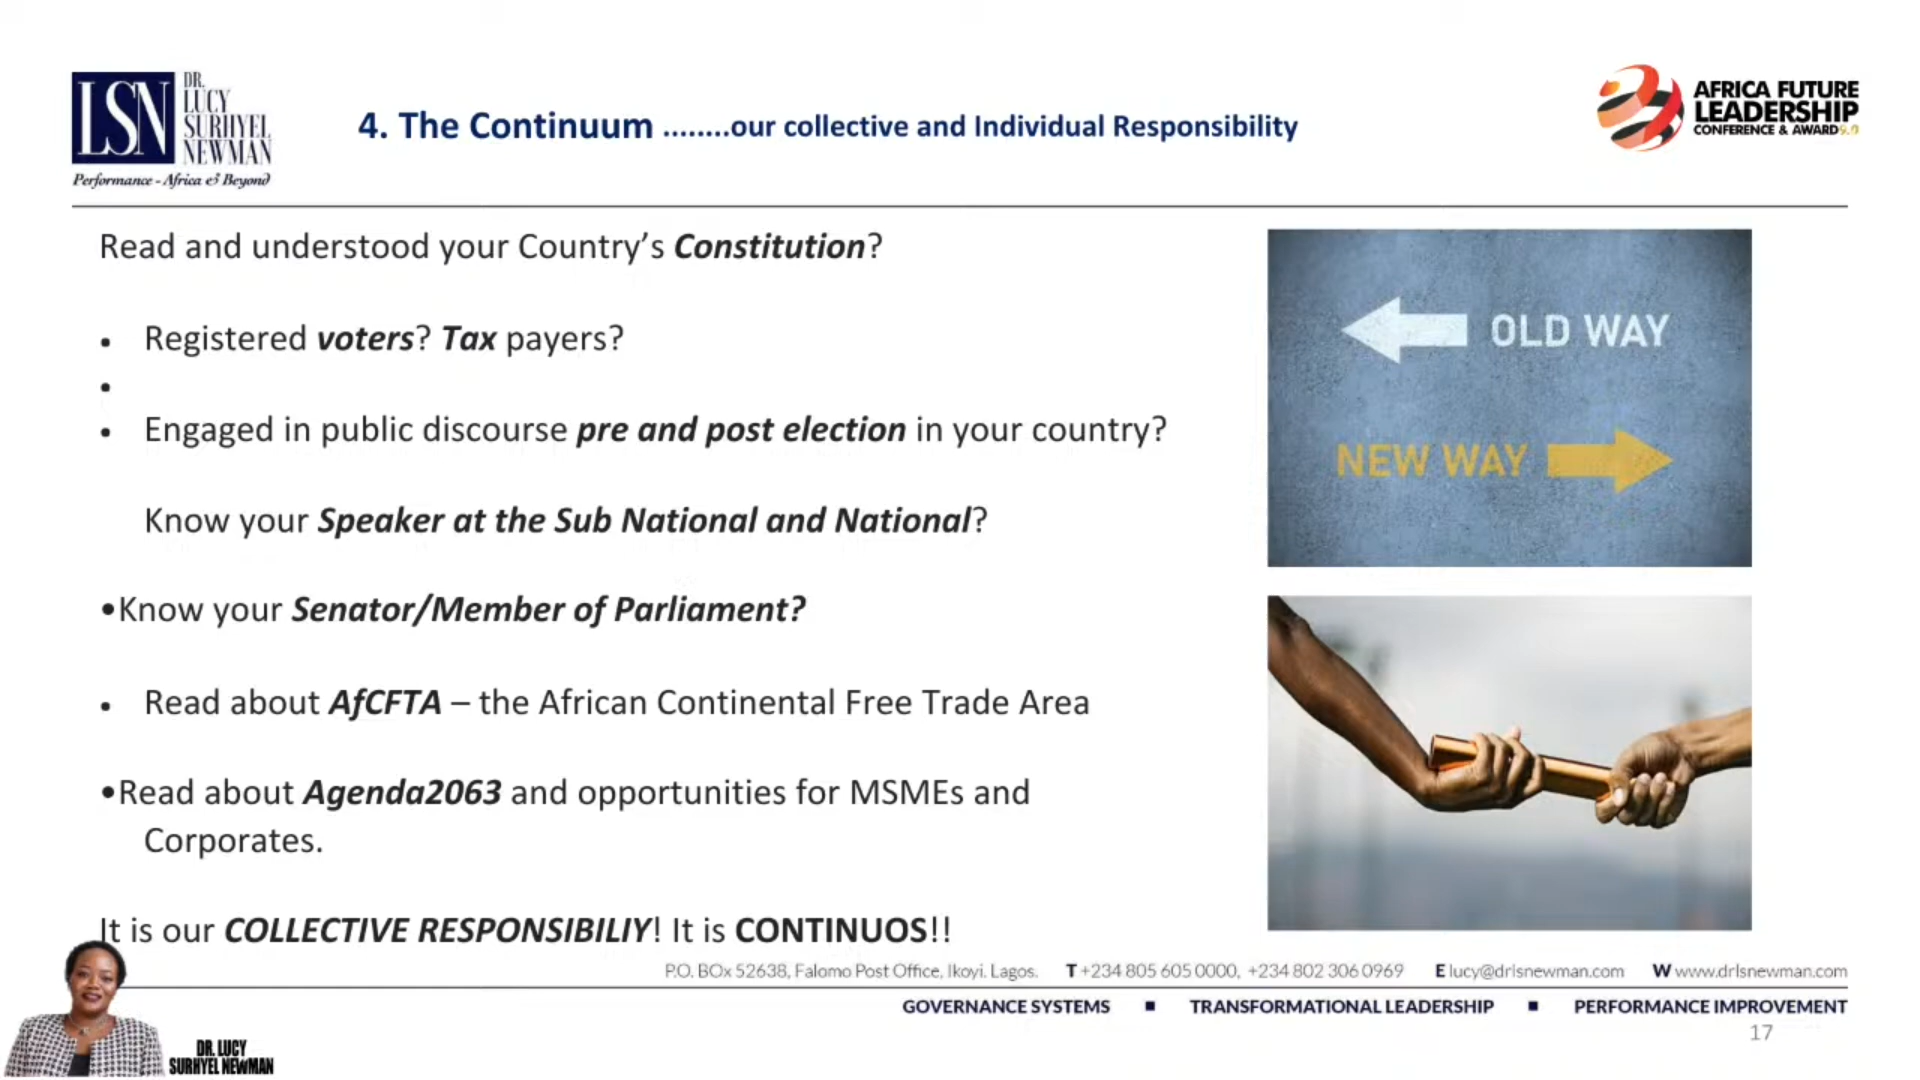 LSN
DR.
LUCY
SURHYEL
NEWMAN
Performance - Africa & Beyond
4. The Continuum ........our collective and Individual Responsibility
AFRICA FUTURE
LEADERSHIP
CONFERENCE & AWARD 9.0
Read and understood your Country’s Constitution?
• Registered voters? Tax payers?
•
• Engaged in public discourse pre and post election in your country?
Know your Speaker at the Sub National and National?
•Know your Senator/Member of Parliament?
• Read about AfCFTA – the African Continental Free Trade Area
•Read about Agenda2063 and opportunities for MSMEs and
Corporates.
It is our COLLECTIVE RESPONSIBILIY! It is CONTINUOS!!
OLD WAY
NEW WAY
P.O. BOx 52638, Falomo Post Office, Ikoyi. Lagos. T +234 805 605 0000, +234 802 306 0969 E lucy@drlsnewman.com W www.drlsnewman.com
GOVERNANCE SYSTEMS ■ TRANSFORMATIONAL LEADERSHIP ■ PERFORMANCE IMPROVEMENT
17
DR. LUCY
SURHYEL NEWMAN